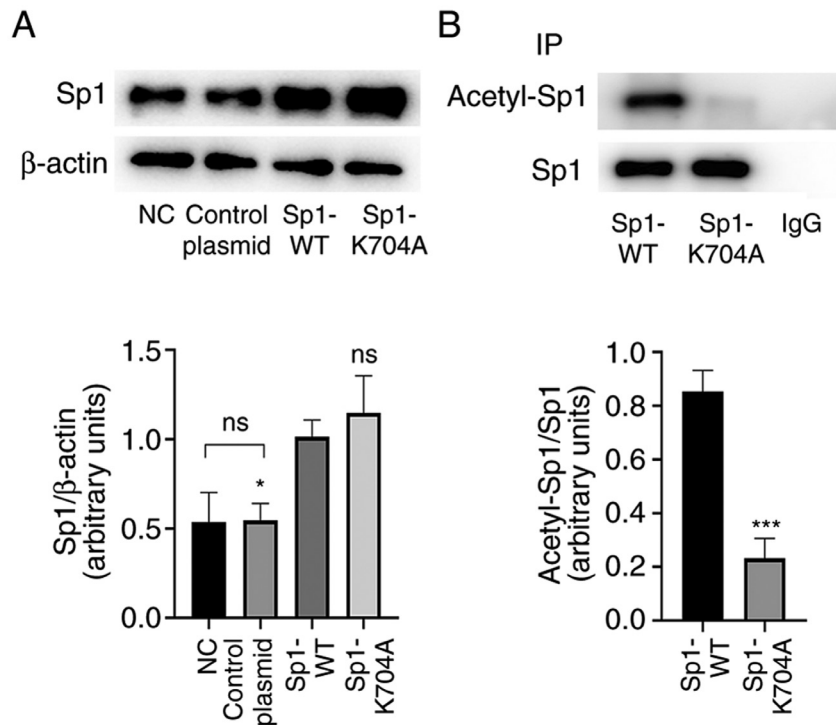 A
Sp1
β-actin
NC Control plasmid Sp1-WT Sp1-K704A
B
IP
Acetyl-Sp1
Sp1
Sp1-WT Sp1-K704A IgG
Sp1/β-actin
(arbitrary units)
1.5
1.0
0.5
0.0
ns
*
ns
NC
Control
plasmid
Sp1-
WT
Sp1-
K704A
Acetyl-Sp1/Sp1
(arbitrary units)
1.0
0.8
0.6
0.4
0.2
0.0
***
Sp1-
WT
Sp1-
K704A